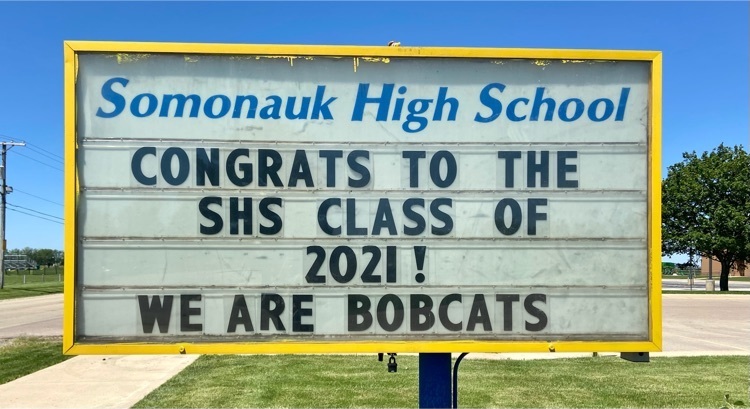 Somonauk High School
CONGRATS TO THE
SHS CLASS OF
2021!
WE ARE BOBCATS